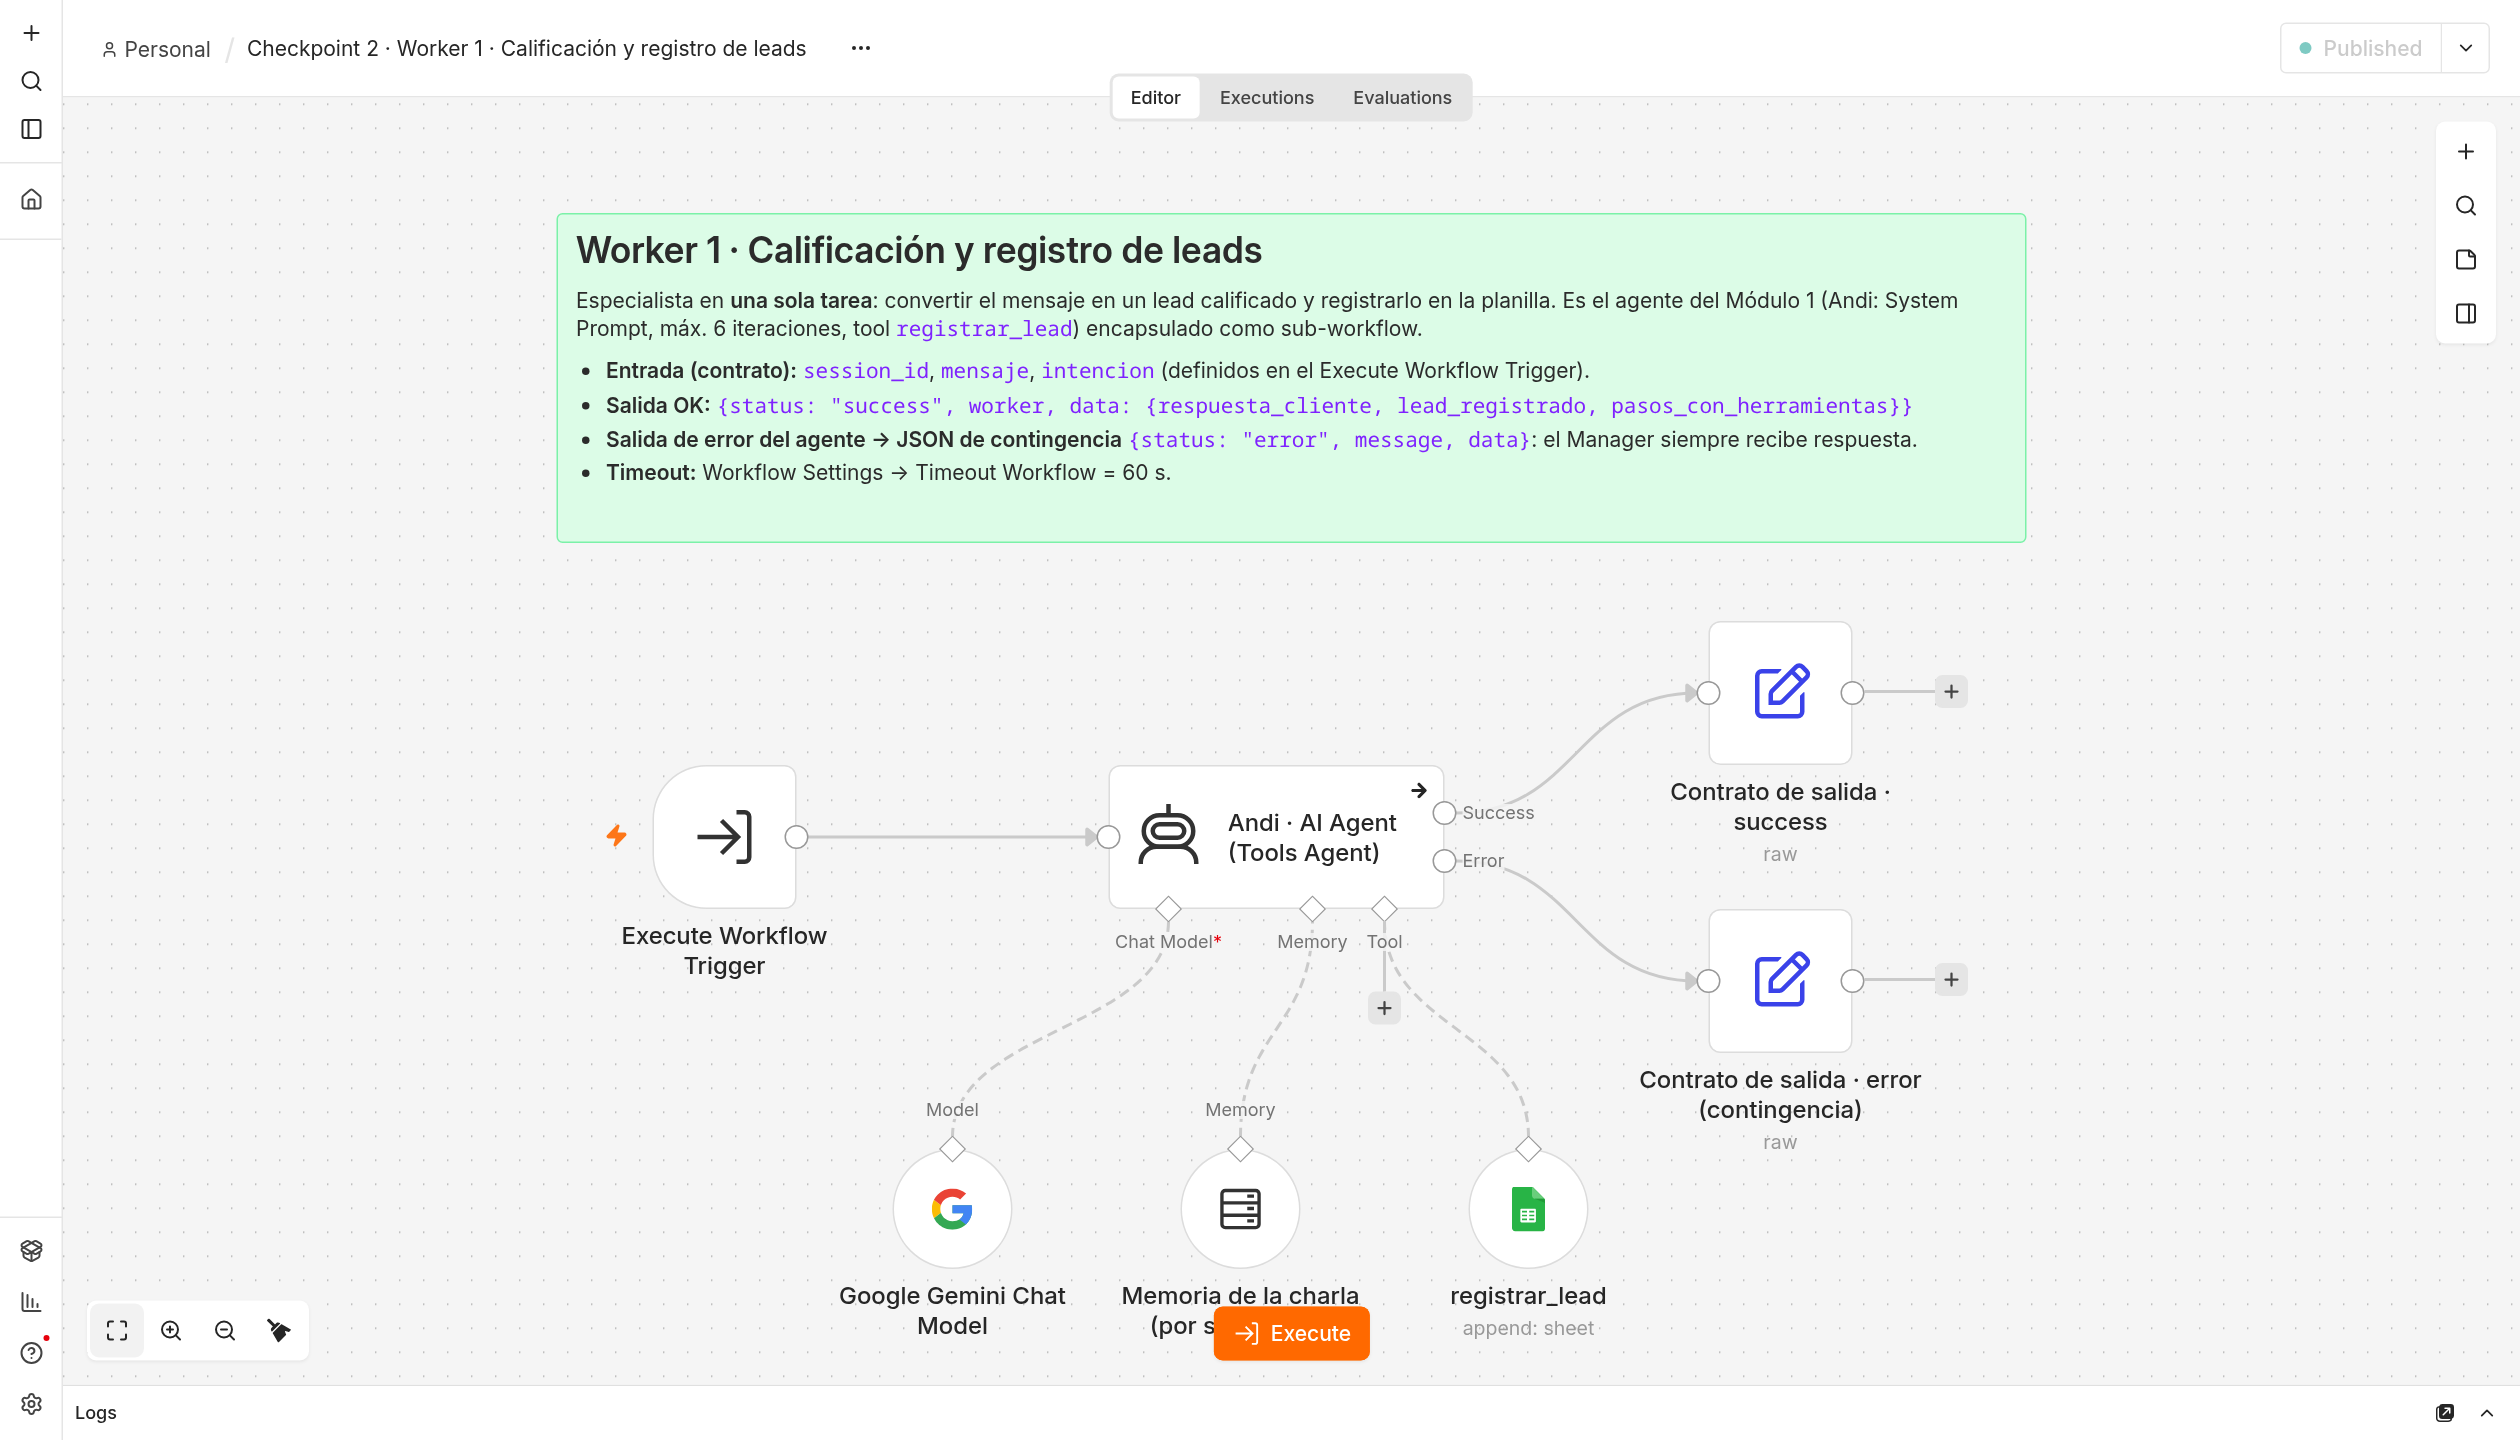 Personal / Checkpoint 2 · Worker 1 · Calificación y registro de leads
Published
Editor Executions Evaluations
Worker 1 · Calificación y registro de leads
Especialista en una sola tarea: convertir el mensaje en un lead calificado y registrarlo en la planilla. Es el agente del Módulo 1 (Andi: System
Prompt, máx. 6 iteraciones, tool registrar_lead) encapsulado como sub-workflow.
• Entrada (contrato): session_id, mensaje, intencion (definidos en el Execute Workflow Trigger).
• Salida OK: {status: "success", worker, data: {respuesta_cliente, lead_registrado, pasos_con_herramientas}}
• Salida de error del agente → JSON de contingencia {status: "error", message, data}: el Manager siempre recibe respuesta.
• Timeout: Workflow Settings → Timeout Workflow = 60 s.
Execute Workflow
Trigger
Andi · AI Agent
(Tools Agent)
Success
Error
Chat Model*
Memory
Tool
Contrato de salida ·
success
raw
Contrato de salida · error
(contingencia)
raw
Model
Memory
Google Gemini Chat
Model
Memoria de la charla
(por s
registrar_lead
append: sheet
Execute
Logs